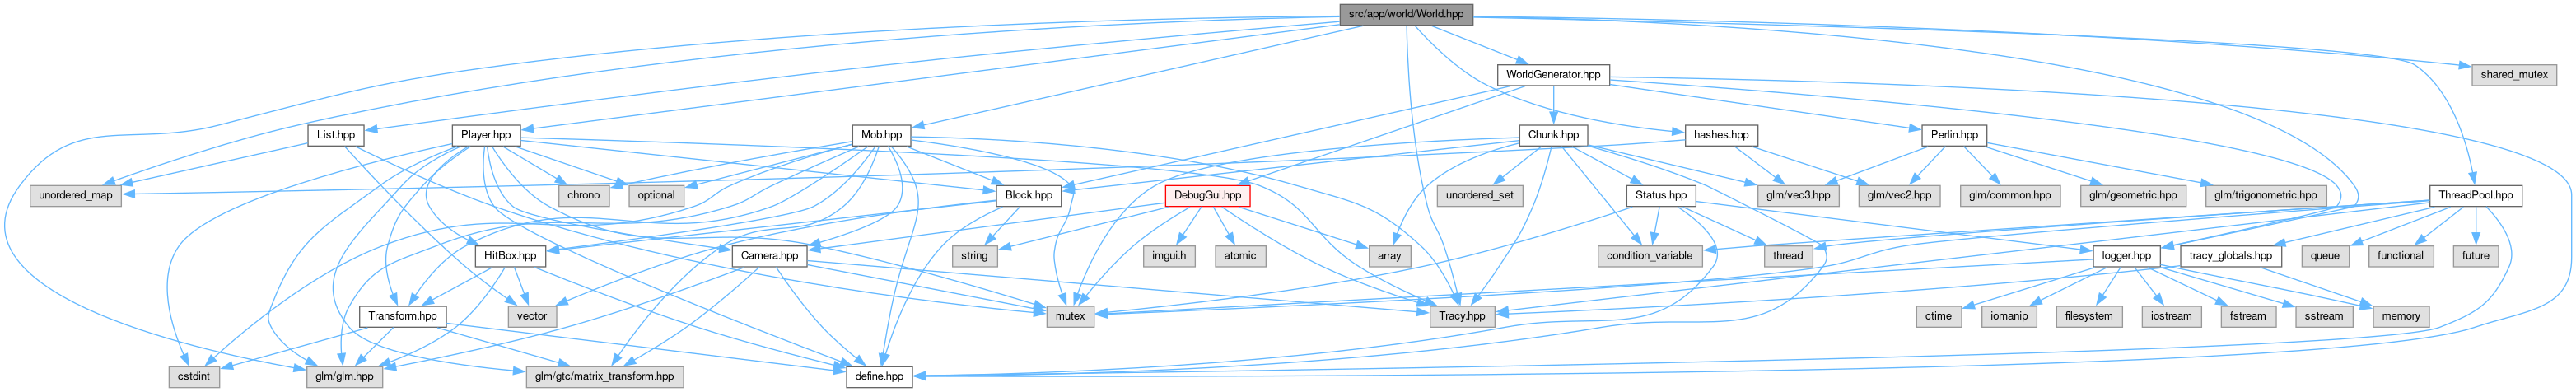 src/app/world/World.hpp
WorldGenerator.hpp
shared_mutex
List.hpp
Player.hpp
Mob.hpp
Chunk.hpp
hashes.hpp
Perlin.hpp
unordered_map
chrono
optional
Block.hpp
DebugGui.hpp
unordered_set
Status.hpp
glm/vec3.hpp
glm/vec2.hpp
glm/common.hpp
glm/geometric.hpp
glm/trigonometric.hpp
ThreadPool.hpp
HitBox.hpp
Camera.hpp
string
imgui.h
atomic
array
condition_variable
thread
logger.hpp
tracy_globals.hpp
queue
functional
future
Transform.hpp
vector
mutex
Tracy.hpp
ctime
iomanip
filesystem
iostream
fstream
sstream
memory
cstdint
glm/glm.hpp
glm/gtc/matrix_transform.hpp
define.hpp